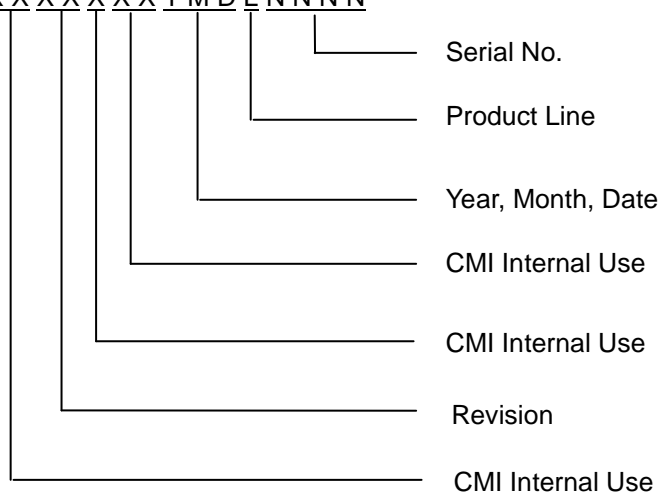 X X X X X X X Y M D L N N N N
Serial No.
Product Line
Year, Month, Date
CMI Internal Use
CMI Internal Use
Revision
CMI Internal Use